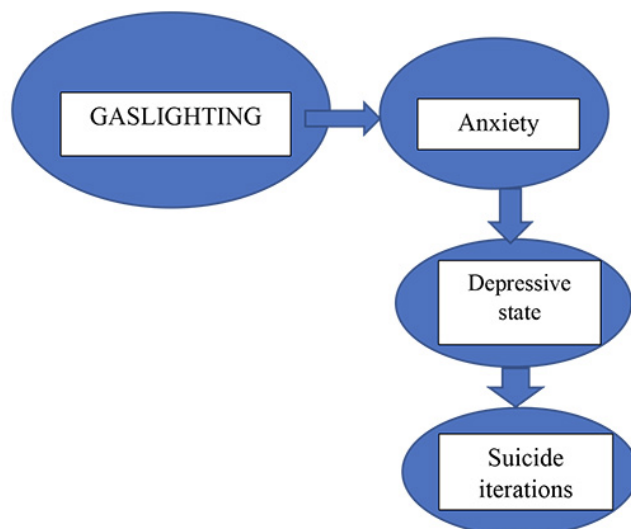 GASLIGHTING
Anxiety
Depressive
state
Suicide
iterations